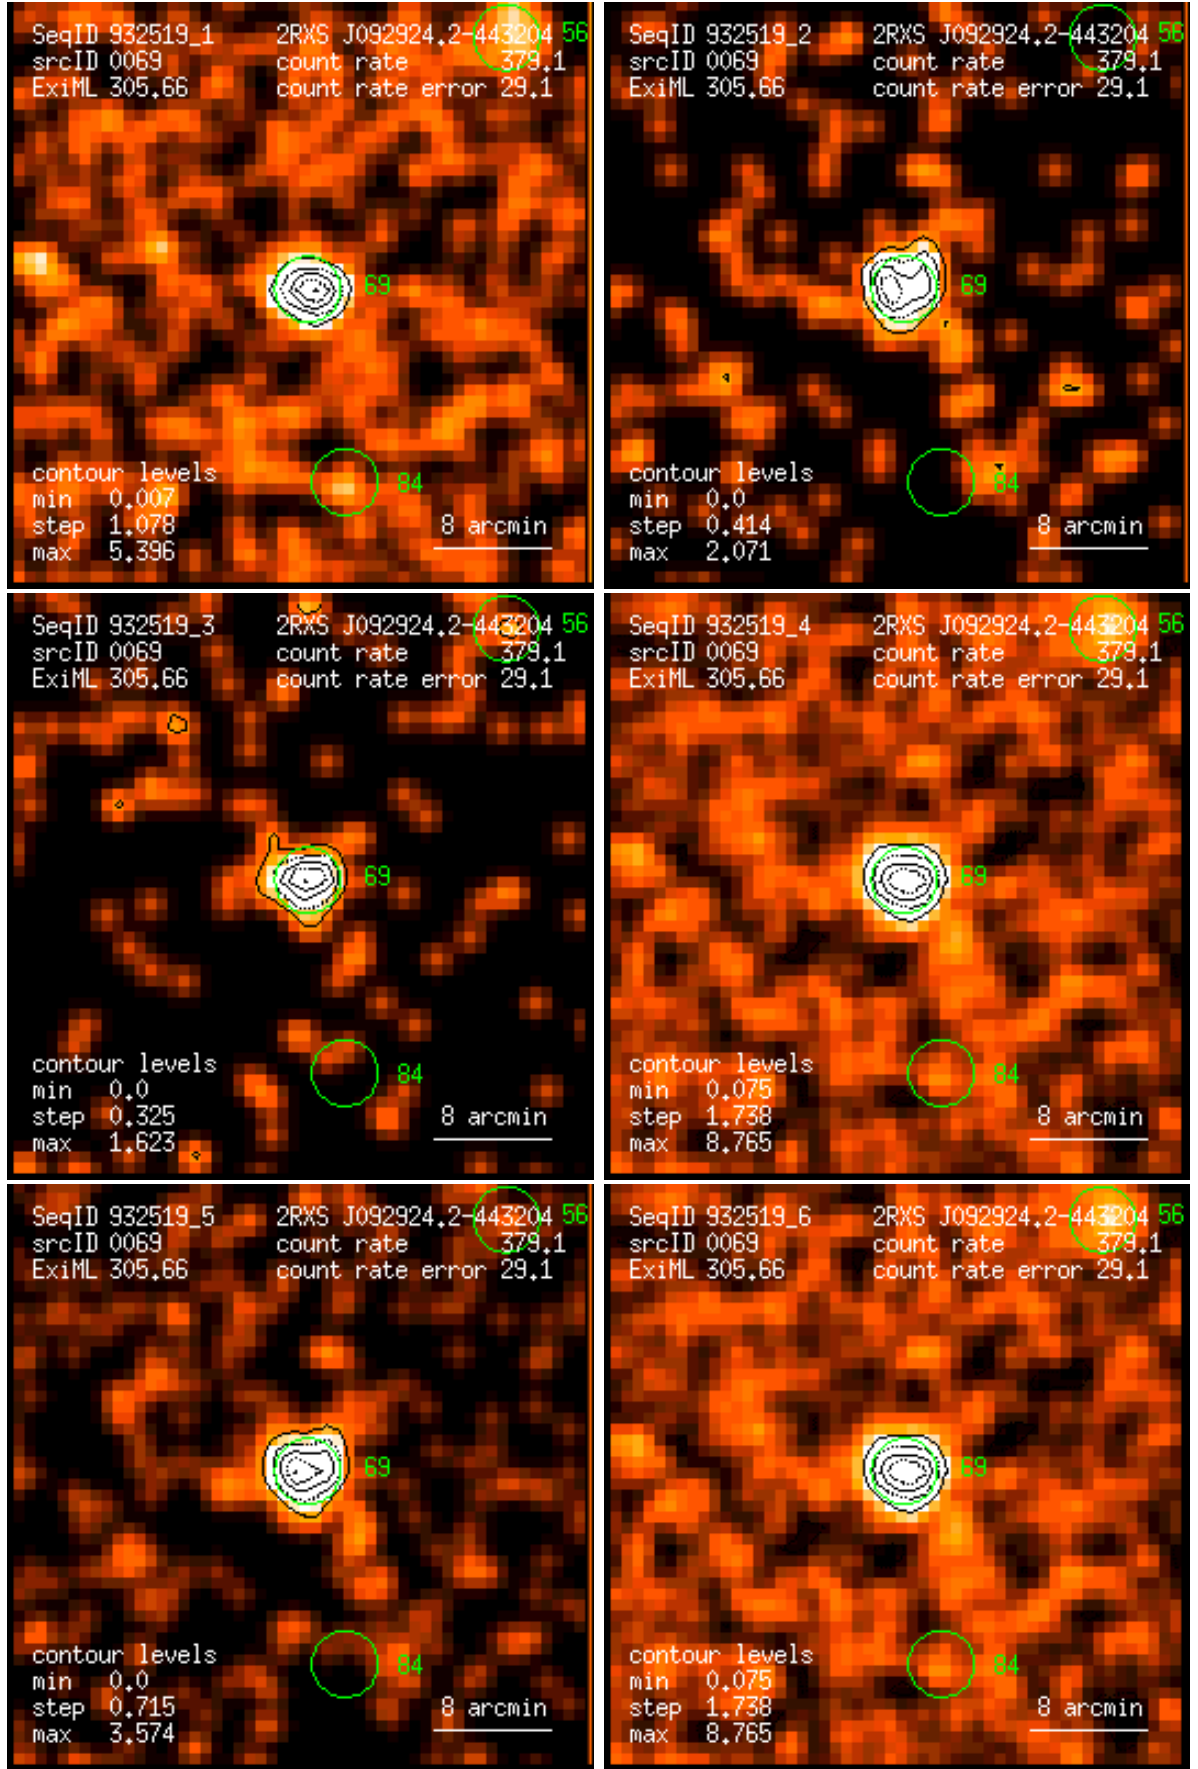 SeqID 932519_1 2RXS J092924.2-443204 56
srcID 0069 count rate 379.1
ExiML 305.66 count rate error 29.1
69
contour levels
84
min 0.007
step 1.078 8 arcmin
max 5.396
SeqID 932519_2 2RXS J092924.2-443204 56
srcID 0069 count rate 379.1
ExiML 305.66 count rate error 29.1
69
contour levels
84
min 0.0
step 0.414 8 arcmin
max 2.071
SeqID 932519_3 2RXS J092924.2-443204 56
srcID 0069 count rate 379.1
ExiML 305.66 count rate error 29.1
69
contour levels
84
min 0.0
step 0.325 8 arcmin
max 1.623
SeqID 932519_4 2RXS J092924.2-443204 56
srcID 0069 count rate 379.1
ExiML 305.66 count rate error 29.1
69
contour levels
84
min 0.075
step 1.738 8 arcmin
max 8.765
SeqID 932519_5 2RXS J092924.2-443204 56
srcID 0069 count rate 379.1
ExiML 305.66 count rate error 29.1
69
contour levels
84
min 0.0
step 0.715 8 arcmin
max 3.574
SeqID 932519_6 2RXS J092924.2-443204 56
srcID 0069 count rate 379.1
ExiML 305.66 count rate error 29.1
69
contour levels
84
min 0.075
step 1.738 8 arcmin
max 8.765